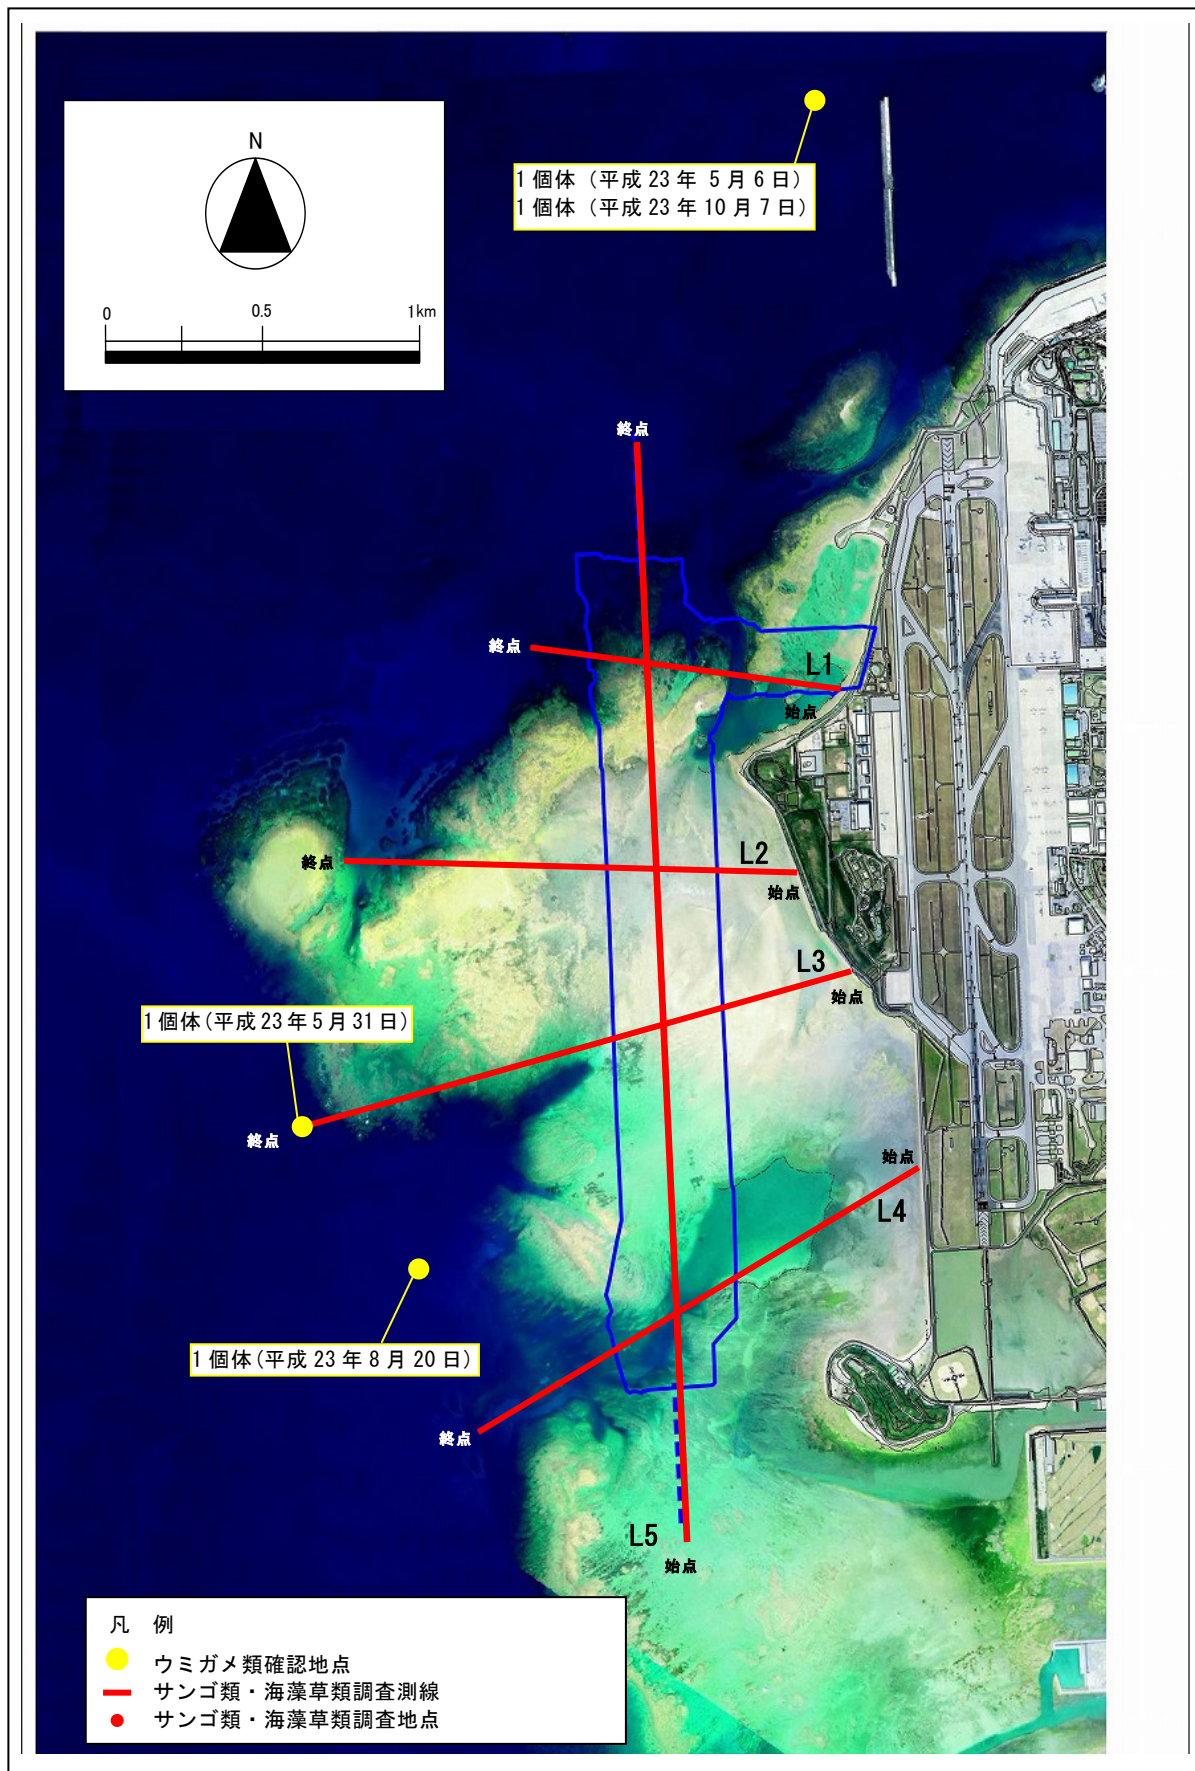 N
0 0.5 1km
1個体（平成23年 5月6日）
1個体（平成23年10月7日）
終点
終点
L1
始点
終点
L2
始点
L3
始点
1個体(平成23年5月31日)
終点
始点
L4
1個体(平成23年8月20日)
終点
L5
始点
凡 例
ウミガメ類確認地点
サンゴ類・海藻草類調査測線
サンゴ類・海藻草類調査地点